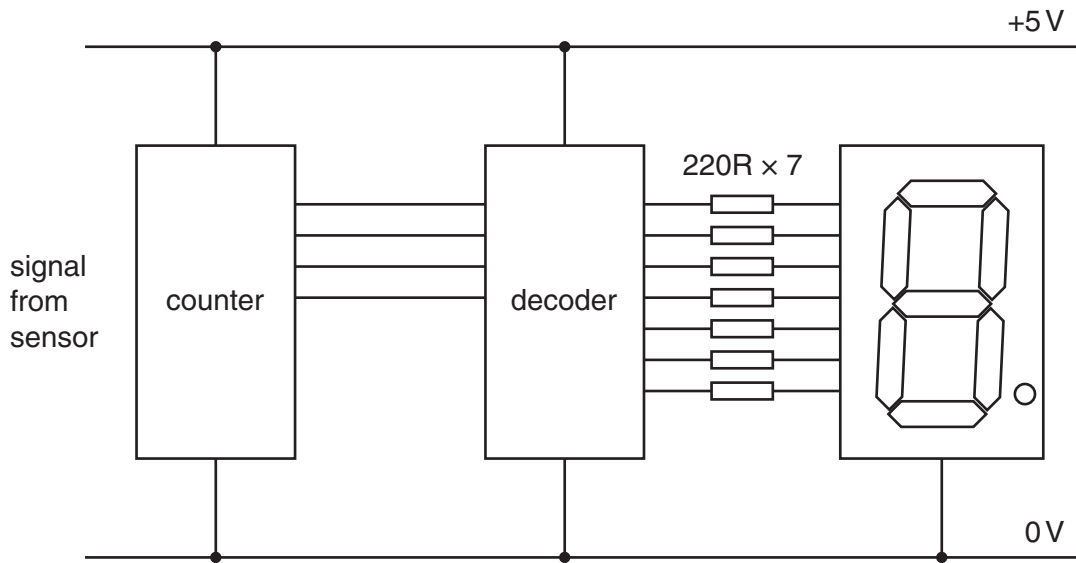 +5 V
220R × 7
signal
from
sensor
counter
decoder
0 V